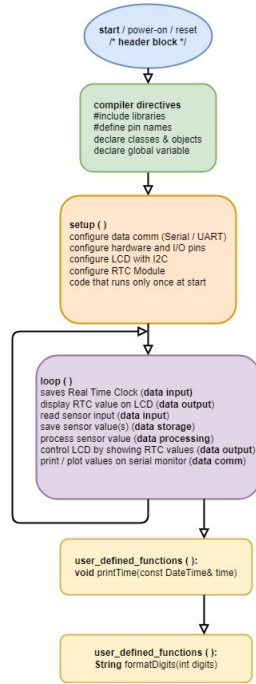 start / power-on / reset
/* header block */
compiler directives
#include libraries
#define pin names
declare classes & objects
declare global variable
setup ( )
configure data comm (Serial / UART)
configure hardware and I/O pins
configure LCD with I2C
configure RTC Module
code that runs only once at start
loop ( )
saves Real Time Clock (data input)
display RTC value on LCD (data output)
read sensor input (data input)
save sensor value(s) (data storage)
process sensor value (data processing)
control LCD by showing RTC values (data output)
print / plot values on serial monitor (data comm)
user_defined_functions ( ):
void printTime(const DateTime& time)
user_defined_functions ( ):
String formatDigits(int digits)